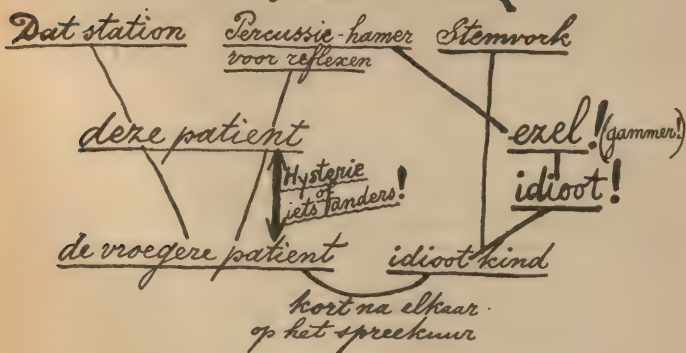 Dat station Percussie-hamer Stemvork
voor reflexen
deze patient ezel! (gammer!)
Hysterie
of
iets anders!
idioot!
de vroegere patient idioot kind
kort na elkaar
op het spreekuur